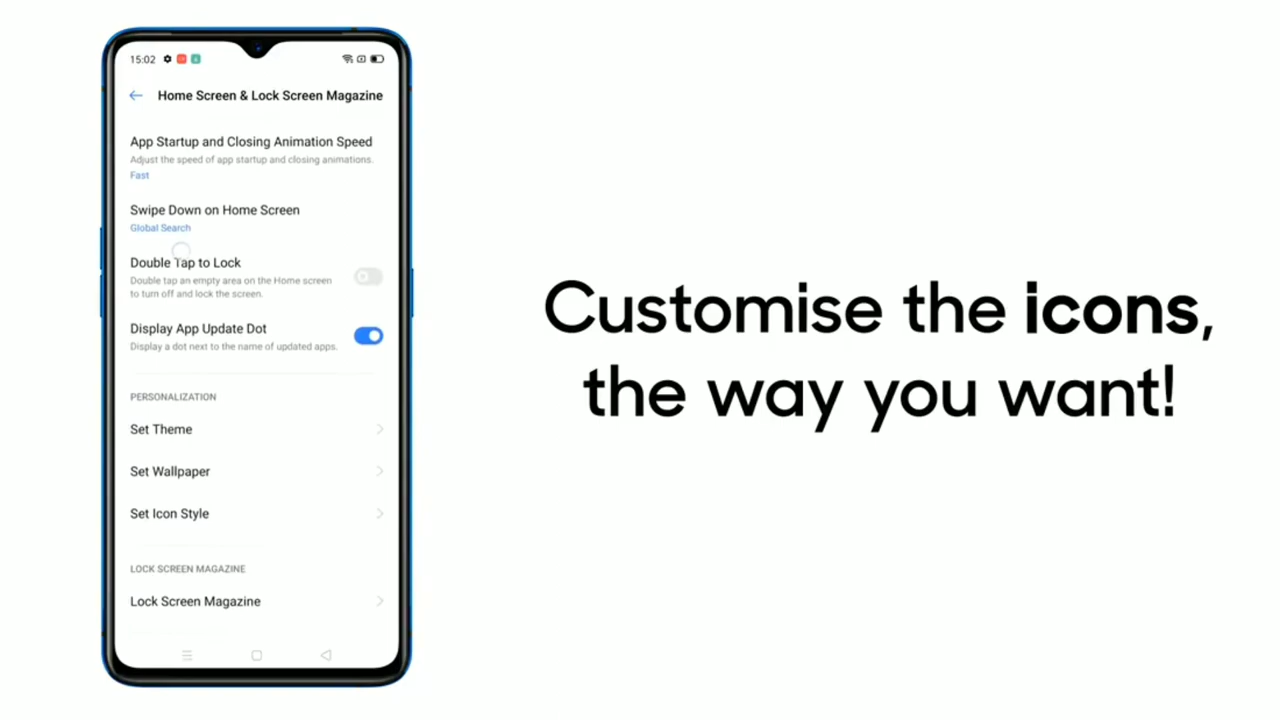 15:02
Home Screen & Lock Screen Magazine
App Startup and Closing Animation Speed
Adjust the speed of app startup and closing animations.
Fast
Swipe Down on Home Screen
Global Search
Double Tap to Lock
Double tap an empty area on the Home screen
to turn off and lock the screen.
Display App Update Dot
Display a dot next to the name of updated apps.
PERSONALIZATION
Set Theme
Set Wallpaper
Set Icon Style
LOCK SCREEN MAGAZINE
Lock Screen Magazine
Customise the icons,
the way you want!